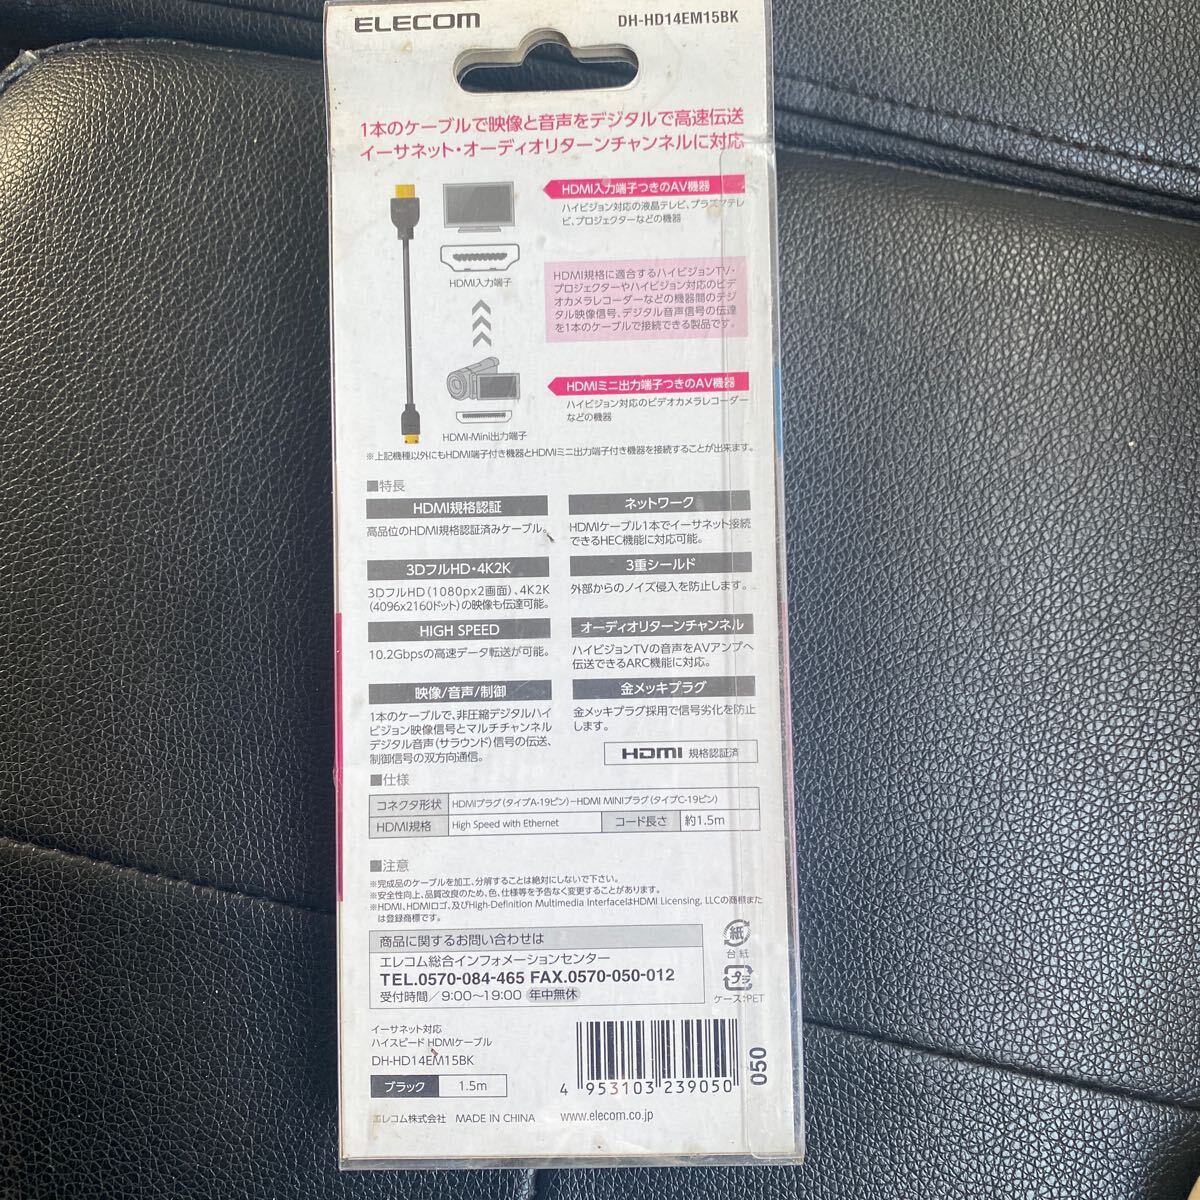 ELECOM
DH-HD14EM15BK
1本のケーブルで映像と音声をデジタルで高速伝送
イーサネット・オーディオリターンチャンネルに対応
HDMI入力端子つきのAV機器
ハイビジョン対応の液晶テレビ、プラズマテレ
ビ、プロジェクターなどの機器
HDMI入力端子
HDMI規格に適合するハイビジョンTV・
プロジェクターやハイビジョン対応のビデ
オカメラレコーダーなどの機器間のデジ
タル映像信号、デジタル音声信号の伝達
を1本のケーブルで接続できる製品です。
HDMIミニ出力端子つきのAV機器
ハイビジョン対応のビデオカメラレコーダー
などの機器
HDMI-Mini出力端子
※上記機種以外にもHDMI端子付き機器とHDMIミニ出力端子付き機器を接続することが出来ます。
■特長
HDMI規格認証
高品位のHDMI規格認証済みケーブル。
3DフルHD・4K2K
3DフルHD(1080px2画面)、4K2K
(4096x2160ドット)の映像も伝達可能。
HIGH SPEED
10.2Gbpsの高速データ転送が可能。
映像/音声/制御
1本のケーブルで、非圧縮デジタルハイ
ビジョン映像信号とマルチチャンネル
デジタル音声(サラウンド)信号の伝送、
制御信号の双方向通信。
ネットワーク
HDMIケーブル1本でイーサネット接続
できるHEC機能に対応可能。
3重シールド
外部からのノイズ侵入を防止します。
オーディオリターンチャンネル
ハイビジョンTVの音声をAVアンプへ
伝送できるARC機能に対応。
金メッキプラグ
金メッキプラグ採用で信号劣化を防止
します。
HDMI 規格認証済
■仕様
コネクタ形状 HDMIプラグ(タイプA-19ピン)−HDMI MINIプラグ(タイプC-19ピン)
HDMI規格 High Speed with Ethernet コード長さ 約1.5m
■注意
※完成品のケーブルを加工、分解することは絶対にしないで下さい。
※安全性向上、品質改良のため、色、仕様等を予告なく変更することがあります。
※HDMI、HDMIロゴ、及びHigh-Definition Multimedia InterfaceはHDMI Licensing, LLCの商標また
は登録商標です。
商品に関するお問い合わせは
エレコム総合インフォメーションセンター
TEL.0570-084-465 FAX.0570-050-012
受付時間/9:00〜19:00 年中無休
紙
台紙
プラ
ケース:PET
イーサネット対応
ハイスピード HDMIケーブル
DH-HD14EM15BK
ブラック 1.5m
エレコム株式会社 MADE IN CHINA
4 953103 239050
050
www.elecom.co.jp